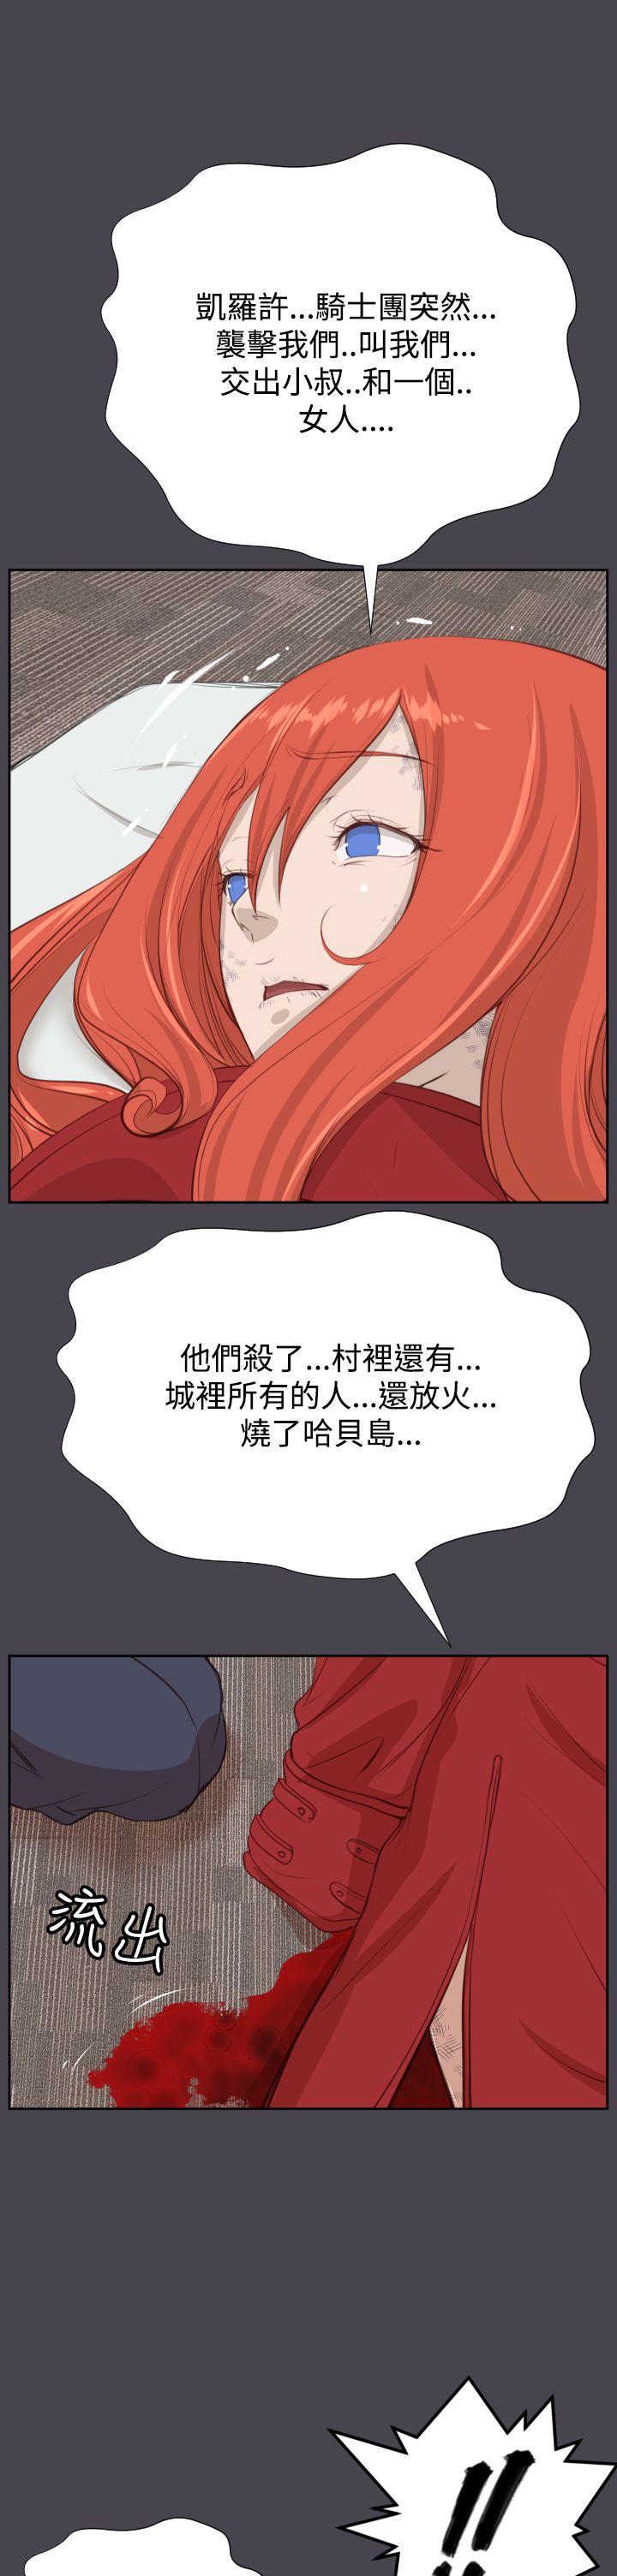 凱羅許...騎士團突然...
襲擊我們..叫我們...
交出小叔..和一個..
女人....
他們殺了...村裡還有...
城裡所有的人...還放火...
燒了哈貝島...
流出
!!